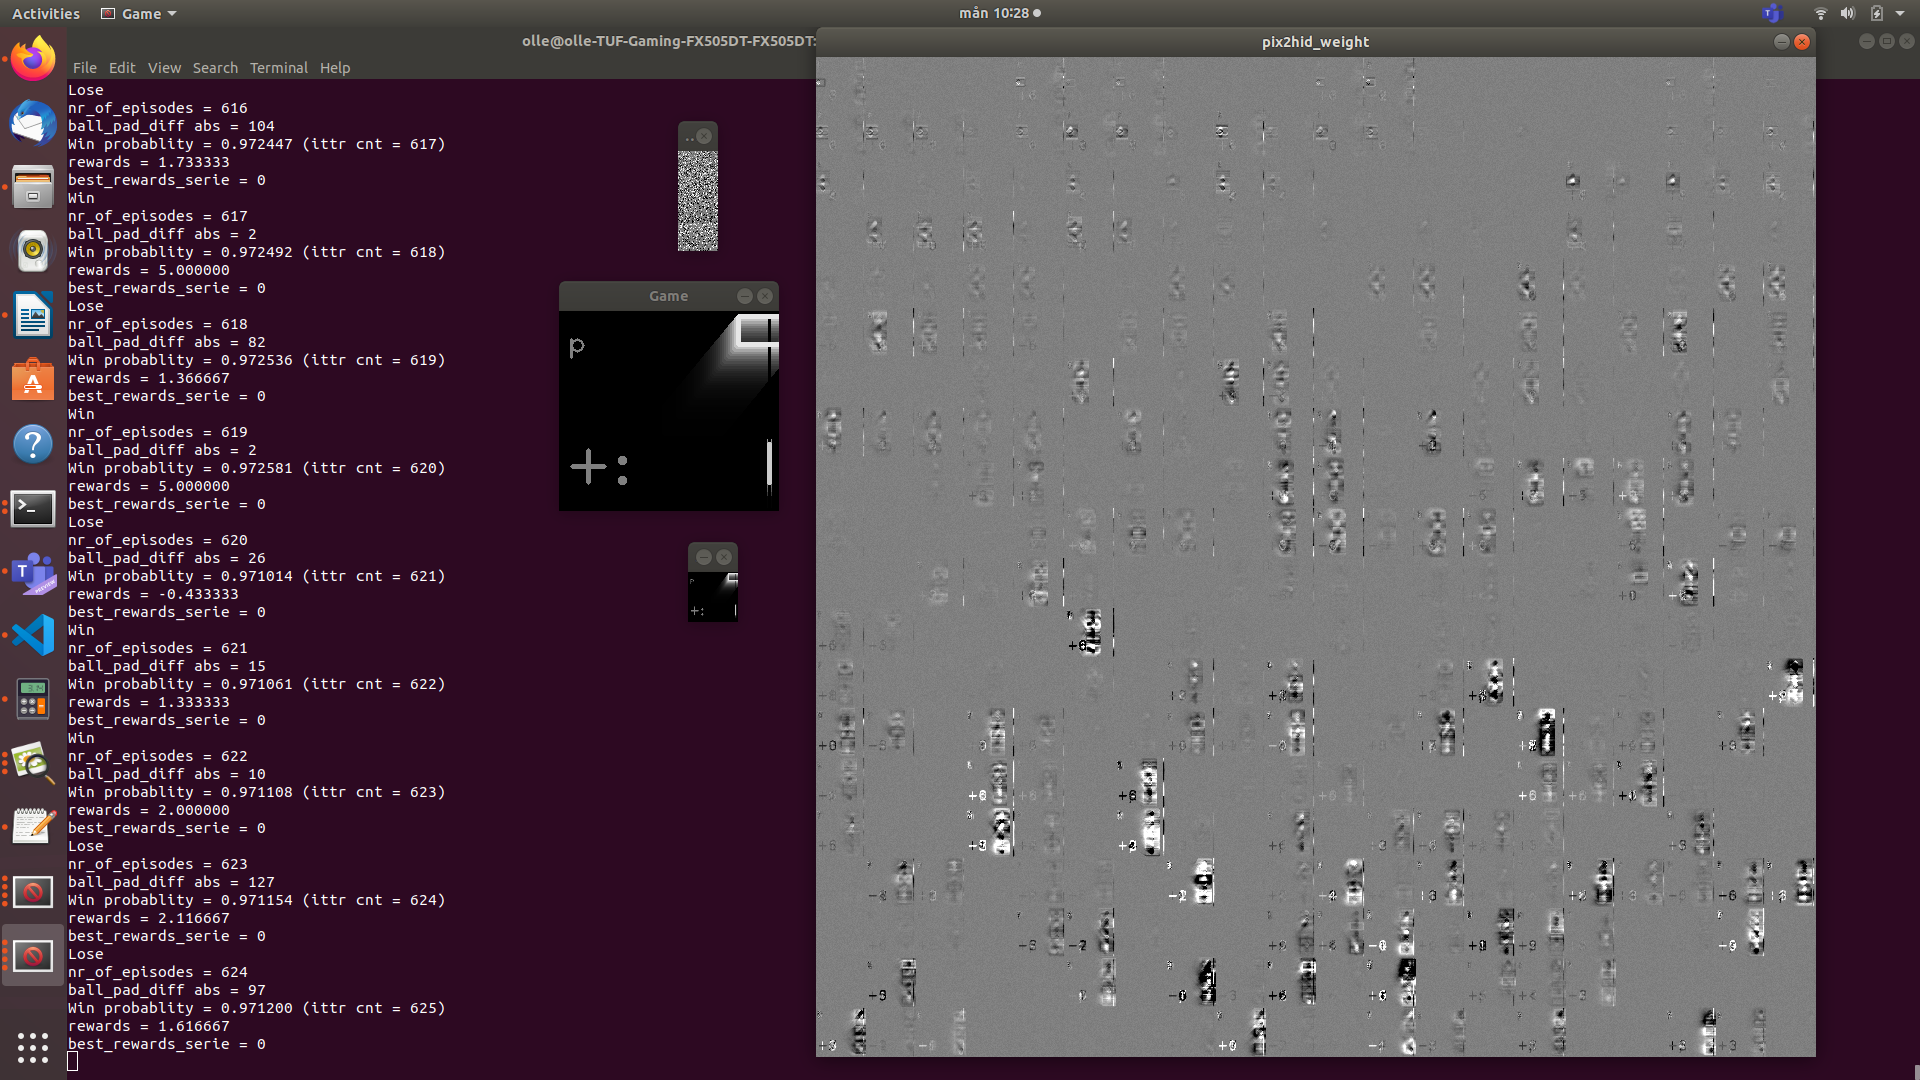 Activities
Game
mån 10:28
olle@olle-TUF-Gaming-FX505DT-FX505DT:
File Edit View Search Terminal Help
Lose
nr_of_episodes = 616
ball_pad_diff abs = 104
Win probablity = 0.972447 (ittr cnt = 617)
rewards = 1.733333
best_rewards_serie = 0
Win
nr_of_episodes = 617
ball_pad_diff abs = 2
Win probablity = 0.972492 (ittr cnt = 618)
rewards = 5.000000
best_rewards_serie = 0
Lose
nr_of_episodes = 618
ball_pad_diff abs = 82
Win probablity = 0.972536 (ittr cnt = 619)
rewards = 1.366667
best_rewards_serie = 0
Win
nr_of_episodes = 619
ball_pad_diff abs = 2
Win probablity = 0.972581 (ittr cnt = 620)
rewards = 5.000000
best_rewards_serie = 0
Lose
nr_of_episodes = 620
ball_pad_diff abs = 26
Win probablity = 0.971014 (ittr cnt = 621)
rewards = -0.433333
best_rewards_serie = 0
Win
nr_of_episodes = 621
ball_pad_diff abs = 15
Win probablity = 0.971061 (ittr cnt = 622)
rewards = 1.333333
best_rewards_serie = 0
Win
nr_of_episodes = 622
ball_pad_diff abs = 10
Win probablity = 0.971108 (ittr cnt = 623)
rewards = 2.000000
best_rewards_serie = 0
Lose
nr_of_episodes = 623
ball_pad_diff abs = 127
Win probablity = 0.971154 (ittr cnt = 624)
rewards = 2.116667
best_rewards_serie = 0
Lose
nr_of_episodes = 624
ball_pad_diff abs = 97
Win probablity = 0.971200 (ittr cnt = 625)
rewards = 1.616667
best_rewards_serie = 0
..
Game
p
+:
p
+:
pix2hid_weight